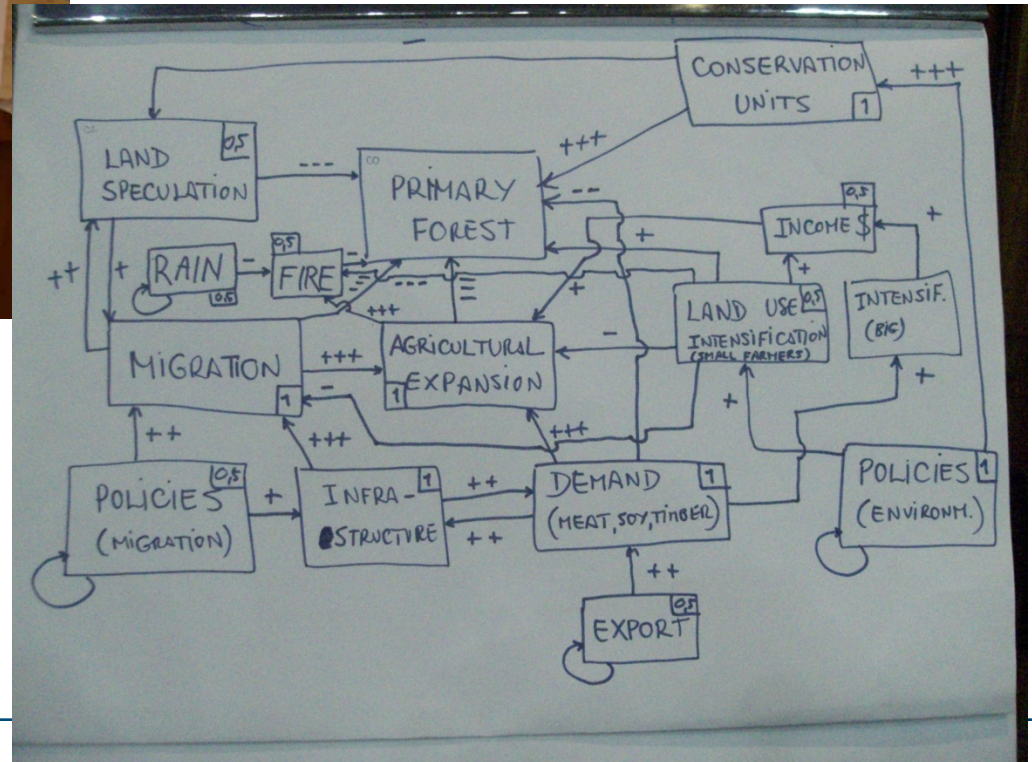 -
CONSERVATION
UNITS
1
+++
LAND
SPECULATION
0,5
---
PRIMARY
FOREST
+++
--
INCOME $
0,5
+
+
RAIN
0,5
-
FIRE
0,5
---
+++
++
+
LAND USE
INTENSIFICATION
(SMALL FARMERS)
0,5
+
INTENSIF.
(BIG)
+
MIGRATION
1
+++
AGRICULTURAL
EXPANSION
1
-
+
-
++
+++
+++
+
POLICIES
(MIGRATION)
0,5
+
INFRA-
STRUCTURE
1
++
++
DEMAND
(MEAT, SOY, TIMBER)
1
POLICIES
(ENVIRONM.)
1
++
EXPORT
0,5